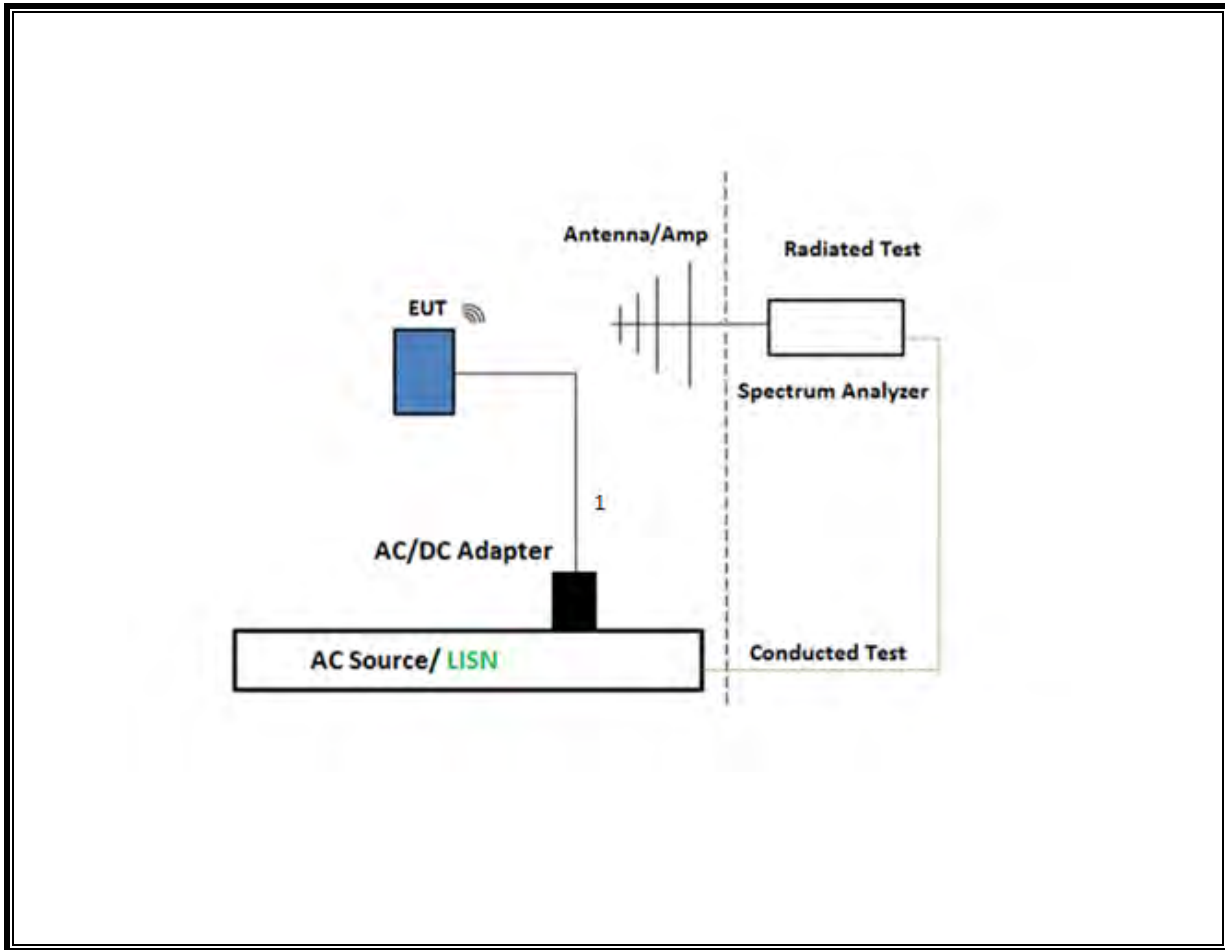 Antenna/Amp
Radiated Test
EUT
Spectrum Analyzer
1
AC/DC Adapter
AC Source/ LISN
Conducted Test